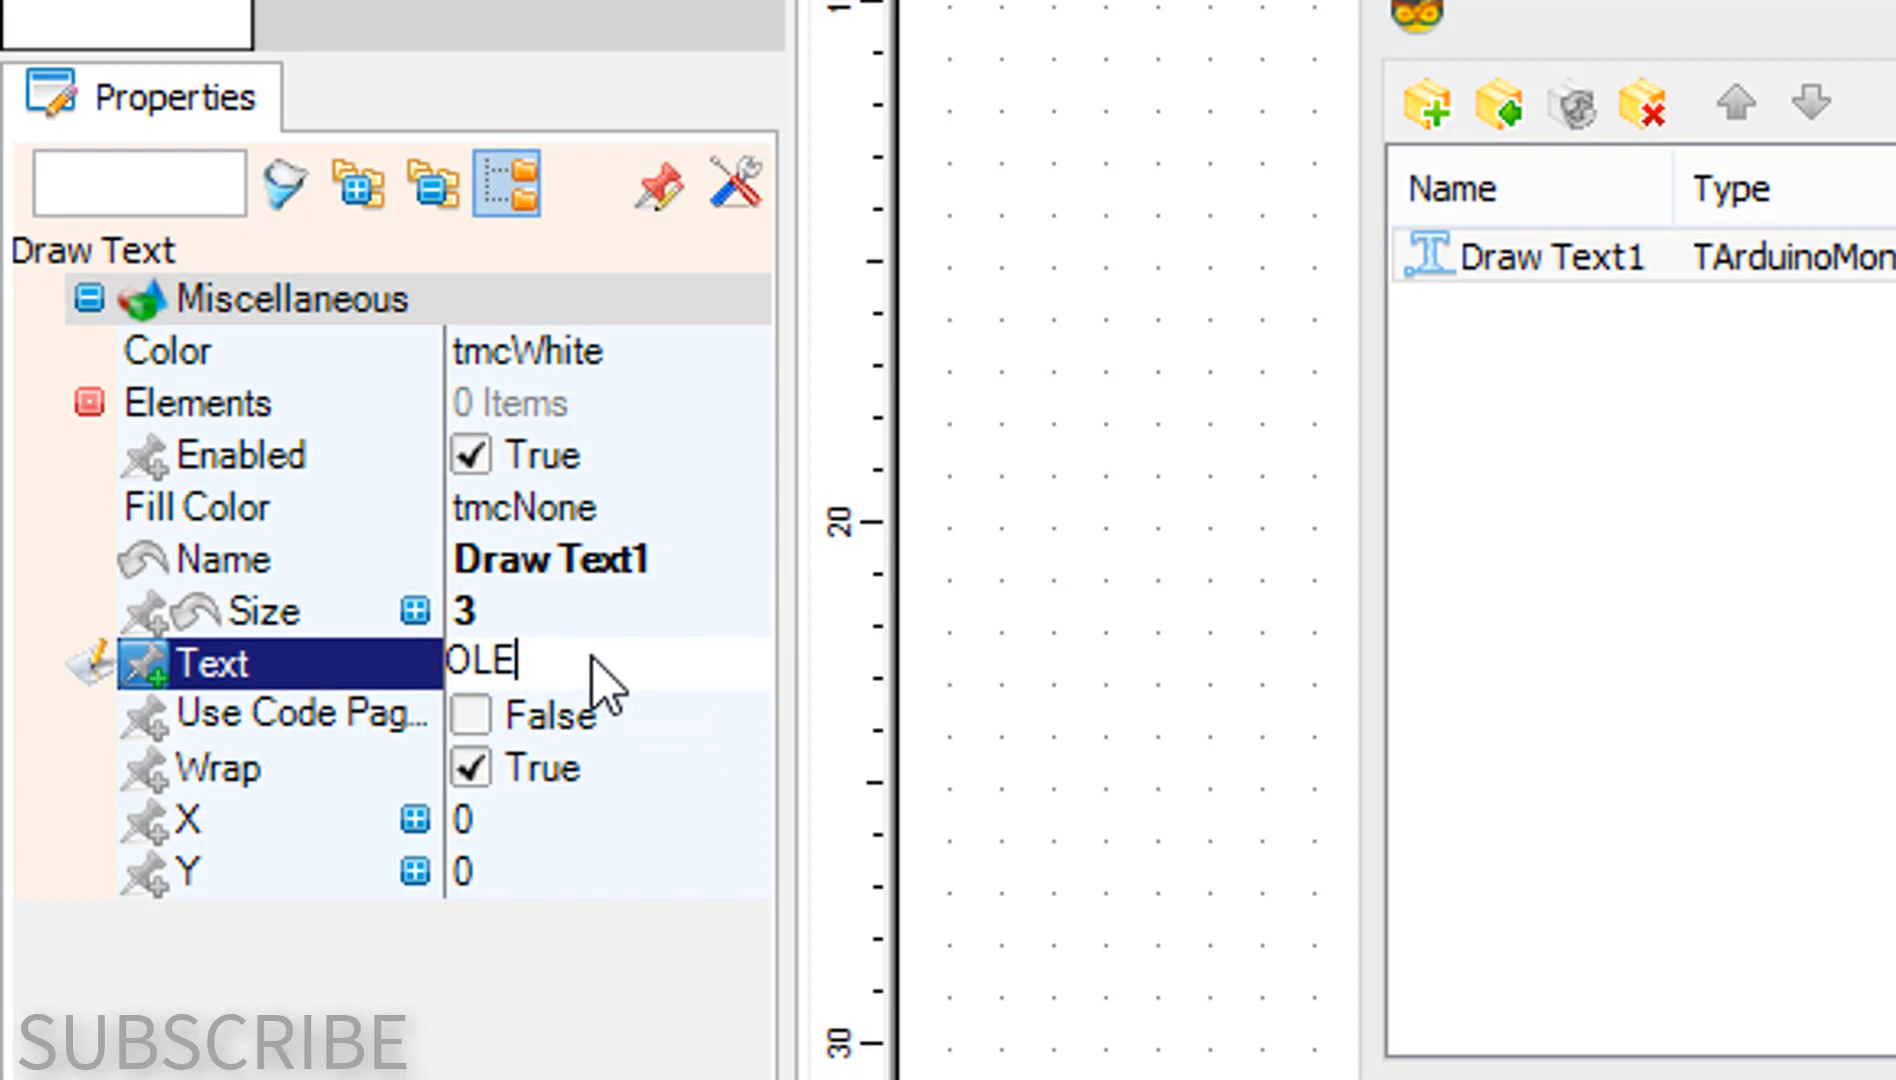 Properties
Draw Text
Miscellaneous
Color tmcWhite
Elements 0 Items
Enabled True
Fill Color tmcNone
Name Draw Text1
Size 3
Text OLE
Use Code Pag... False
Wrap True
X 0
Y 0
SUBSCRIBE
20
30
Name Type
Draw Text1 TArduinoMon